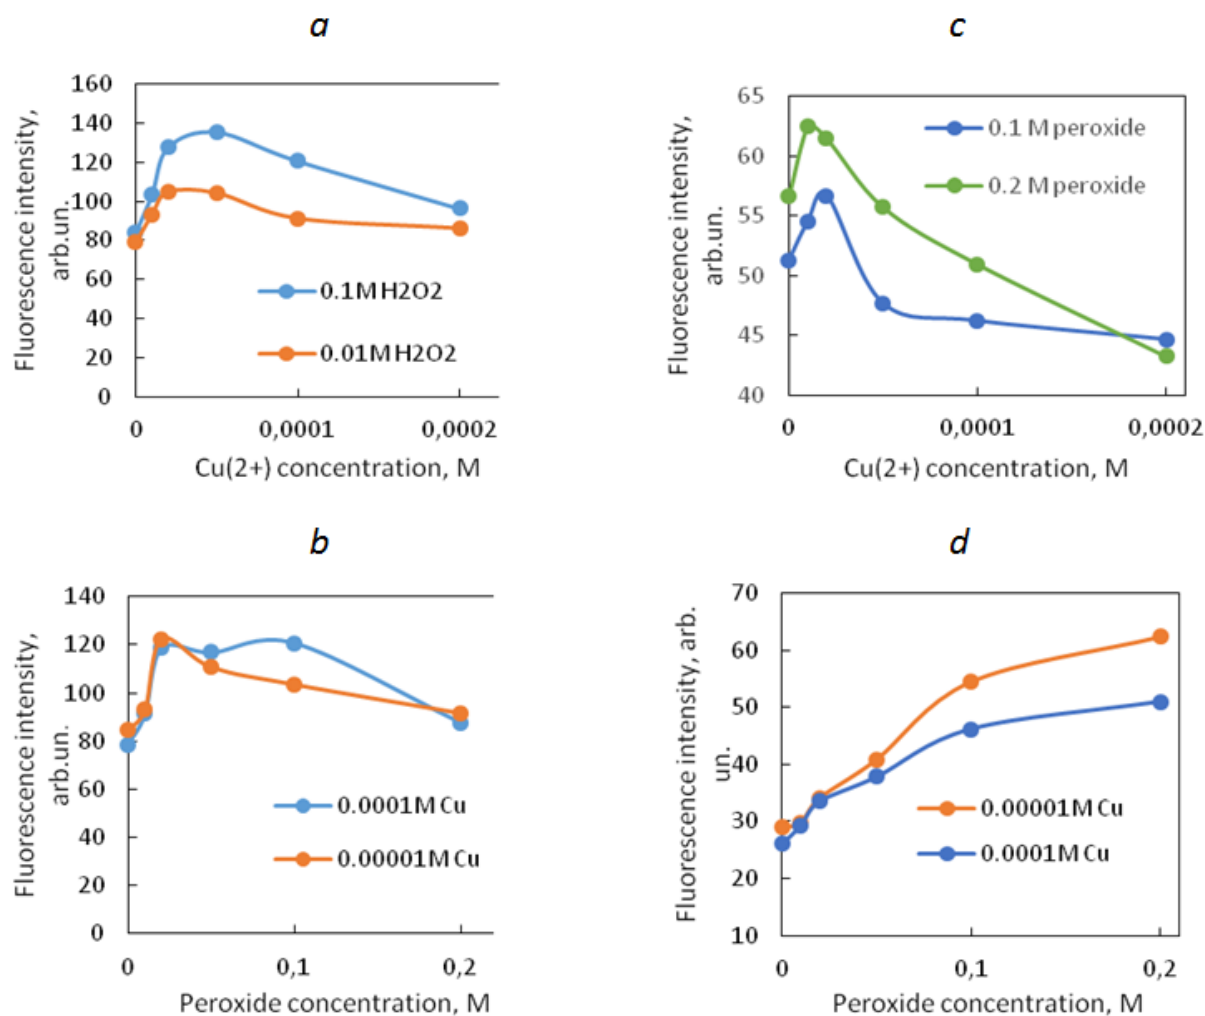 a
Fluorescence intensity,
arb.un.
160
140
120
100
80
60
40
20
0
0.1M H2O2
0.01M H2O2
0
0,0001
0,0002
Cu(2+) concentration, M
c
Fluorescence intensity,
arb.un.
65
60
55
50
45
40
0.1 M peroxide
0.2 M peroxide
0
0,0001
0,0002
Cu(2+) concentration, M
b
Fluorescence intensity,
arb.un.
140
120
100
80
60
40
20
0
0.0001M Cu
0.00001M Cu
0
0,1
0,2
Peroxide concentration, M
d
Fluorescence intensity, arb.
un.
70
60
50
40
30
20
10
0.00001M Cu
0.0001M Cu
0
0,1
0,2
Peroxide concentration, M